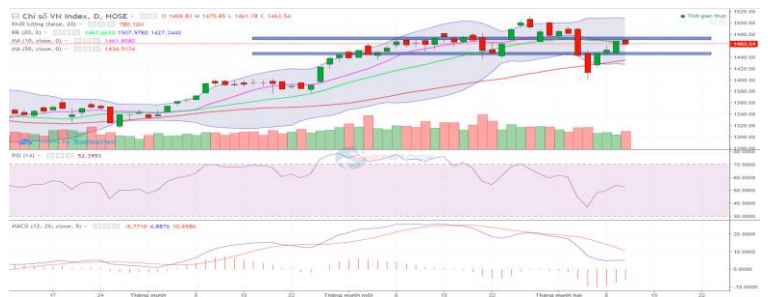 Chỉ số VN Index, D, HOSE O 1469.83 H 1475.85 L 1461.78 C 1463.54
Thời gian thực
Khối lượng (false, 20) 780.12M
BB (20, 2) 1467.6610 1507.9780 1427.3440
MA (10, close, 0) 1461.8580
MA (50, close, 0) 1434.5134
1520.00
1500.00
1480.00
1463.54
1440.00
1420.00
1400.00
1380.00
1360.00
1340.00
1320.00
1300.00
1280.00
RSI (14) 52.3993
80.0000
70.0000
60.0000
50.0000
40.0000
30.0000
MACD (12, 26, close, 9) -5.7710 4.8876 10.6586
20.0000
10.0000
0.0000
-10.0000
17 24 Tháng mười 8 15 22 Tháng mười một 8 15 22 Tháng mười hai 8 15 22